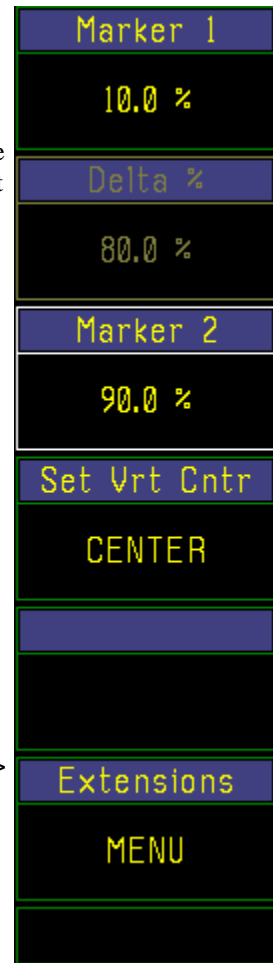 Marker 1
10.0 %
e
t
Delta %
80.0 %
Marker 2
90.0 %
Set Vrt Cntr
CENTER
>
Extensions
MENU